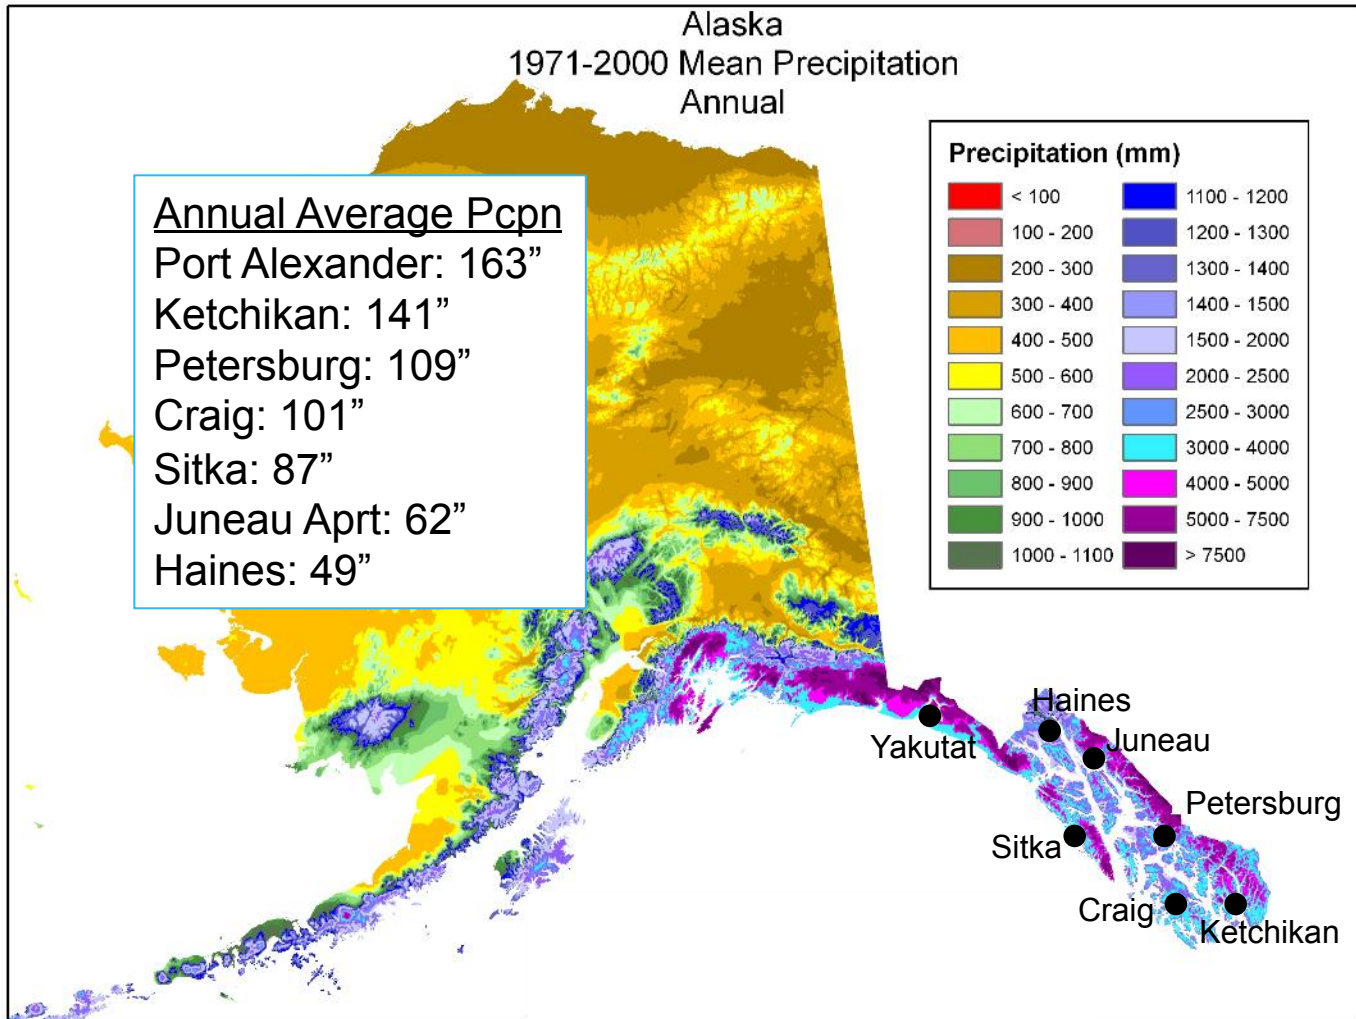 Alaska
1971-2000 Mean Precipitation
Annual
Annual Average Pcpn
Port Alexander: 163”
Ketchikan: 141”
Petersburg: 109”
Craig: 101”
Sitka: 87”
Juneau Aprt: 62”
Haines: 49”
Precipitation (mm)
< 100
100 - 200
200 - 300
300 - 400
400 - 500
500 - 600
600 - 700
700 - 800
800 - 900
900 - 1000
1000 - 1100
1100 - 1200
1200 - 1300
1300 - 1400
1400 - 1500
1500 - 2000
2000 - 2500
2500 - 3000
3000 - 4000
4000 - 5000
5000 - 7500
> 7500
Haines
Yakutat
Juneau
Petersburg
Sitka
Craig
Ketchikan